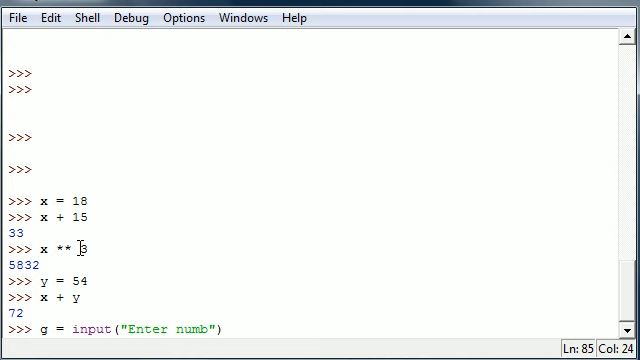 File Edit Shell Debug Options Windows Help
>>>
>>>
>>>
>>>
>>> x = 18
>>> x + 15
33
>>> x ** 3
5832
>>> y = 54
>>> x + y
72
>>> g = input("Enter numb")
Ln: 85 Col: 24